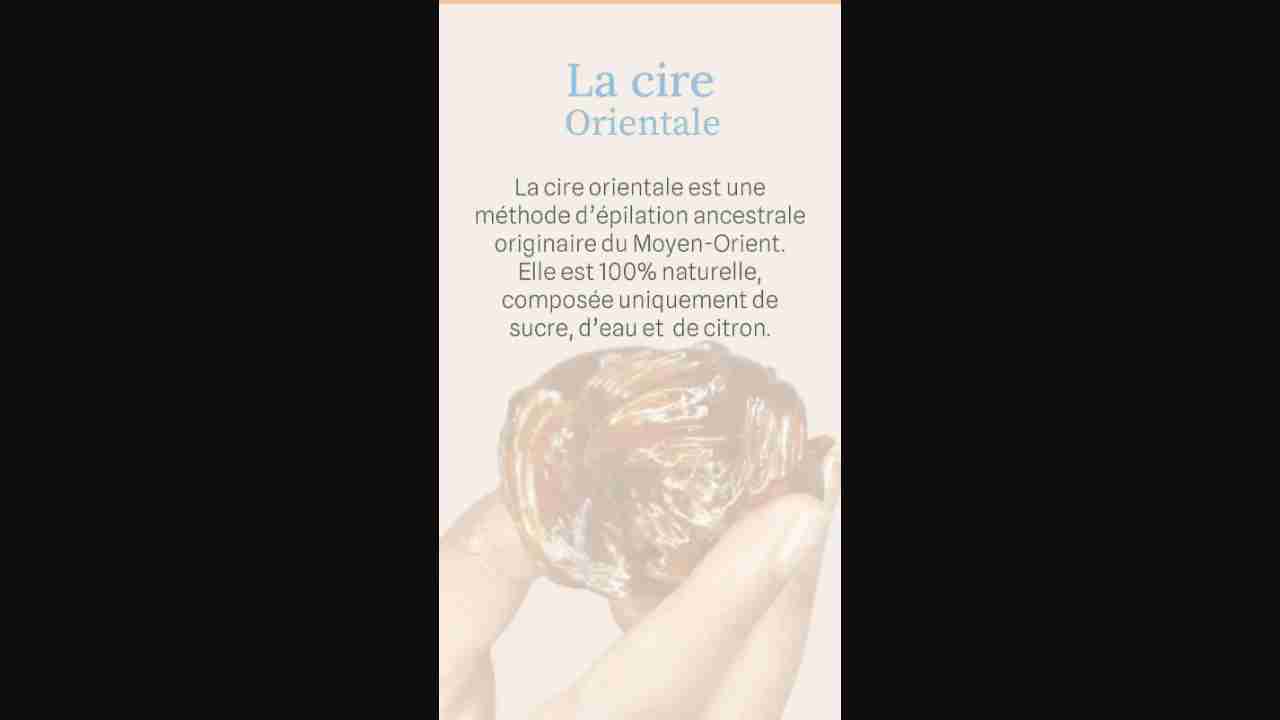 La cire
Orientale
La cire orientale est une
méthode d’épilation ancestrale
originaire du Moyen-Orient.
Elle est 100% naturelle,
composée uniquement de
sucre, d’eau et de citron.